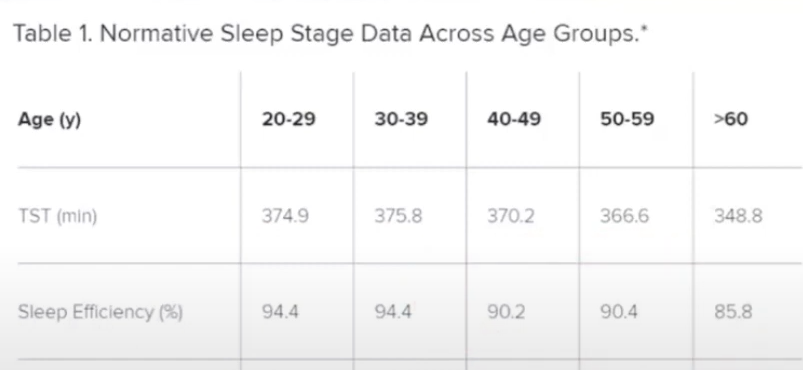 Table 1. Normative Sleep Stage Data Across Age Groups.*
Age (y) 20-29 30-39 40-49 50-59 >60
TST (min) 374.9 375.8 370.2 366.6 348.8
Sleep Efficiency (%) 94.4 94.4 90.2 90.4 85.8